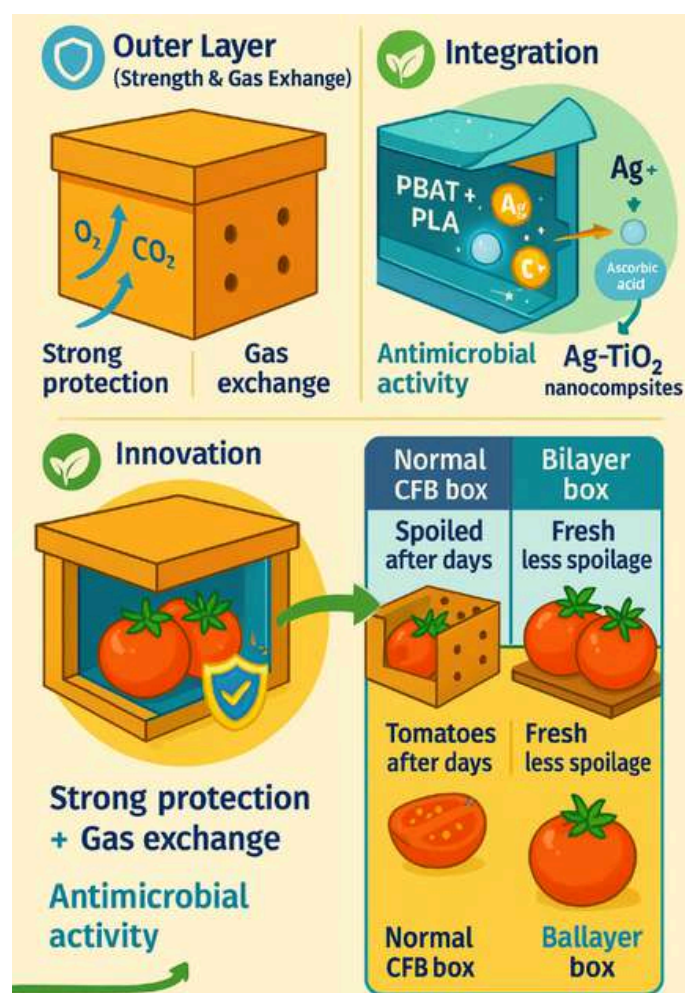 Outer Layer
(Strength & Gas Exhange)
O₂
CO₂
Strong
protection
Gas
exchange
Integration
PBAT +
PLA
Ag
C+
Ag+
Ascorbic
acid
Antimicrobial
activity
Ag-TiO₂
nanocompsites
Innovation
Strong protection
+ Gas exchange
Antimicrobial
activity
Normal
CFB box
Bilayer
box
Spoiled
after days
Fresh
less spoilage
Tomatoes
after days
Fresh
less spoilage
Normal
CFB box
Ballayer
box